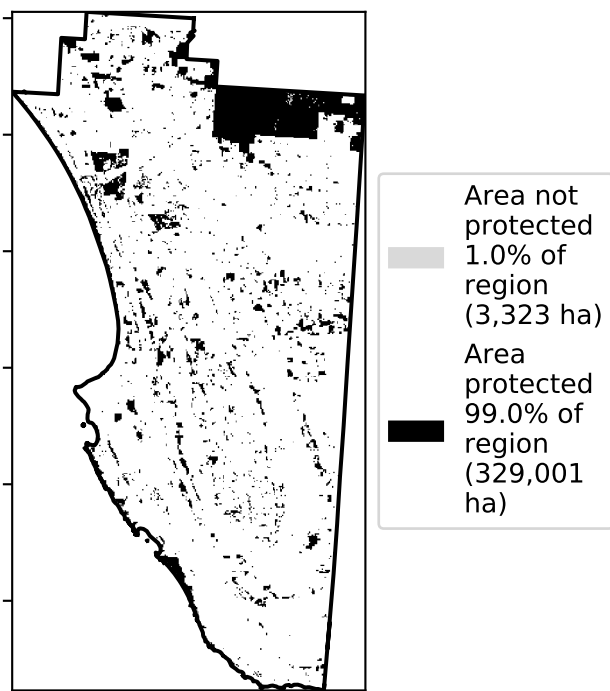 Area not
protected
1.0% of
region
(3,323 ha)
Area
protected
99.0% of
region
(329,001
ha)